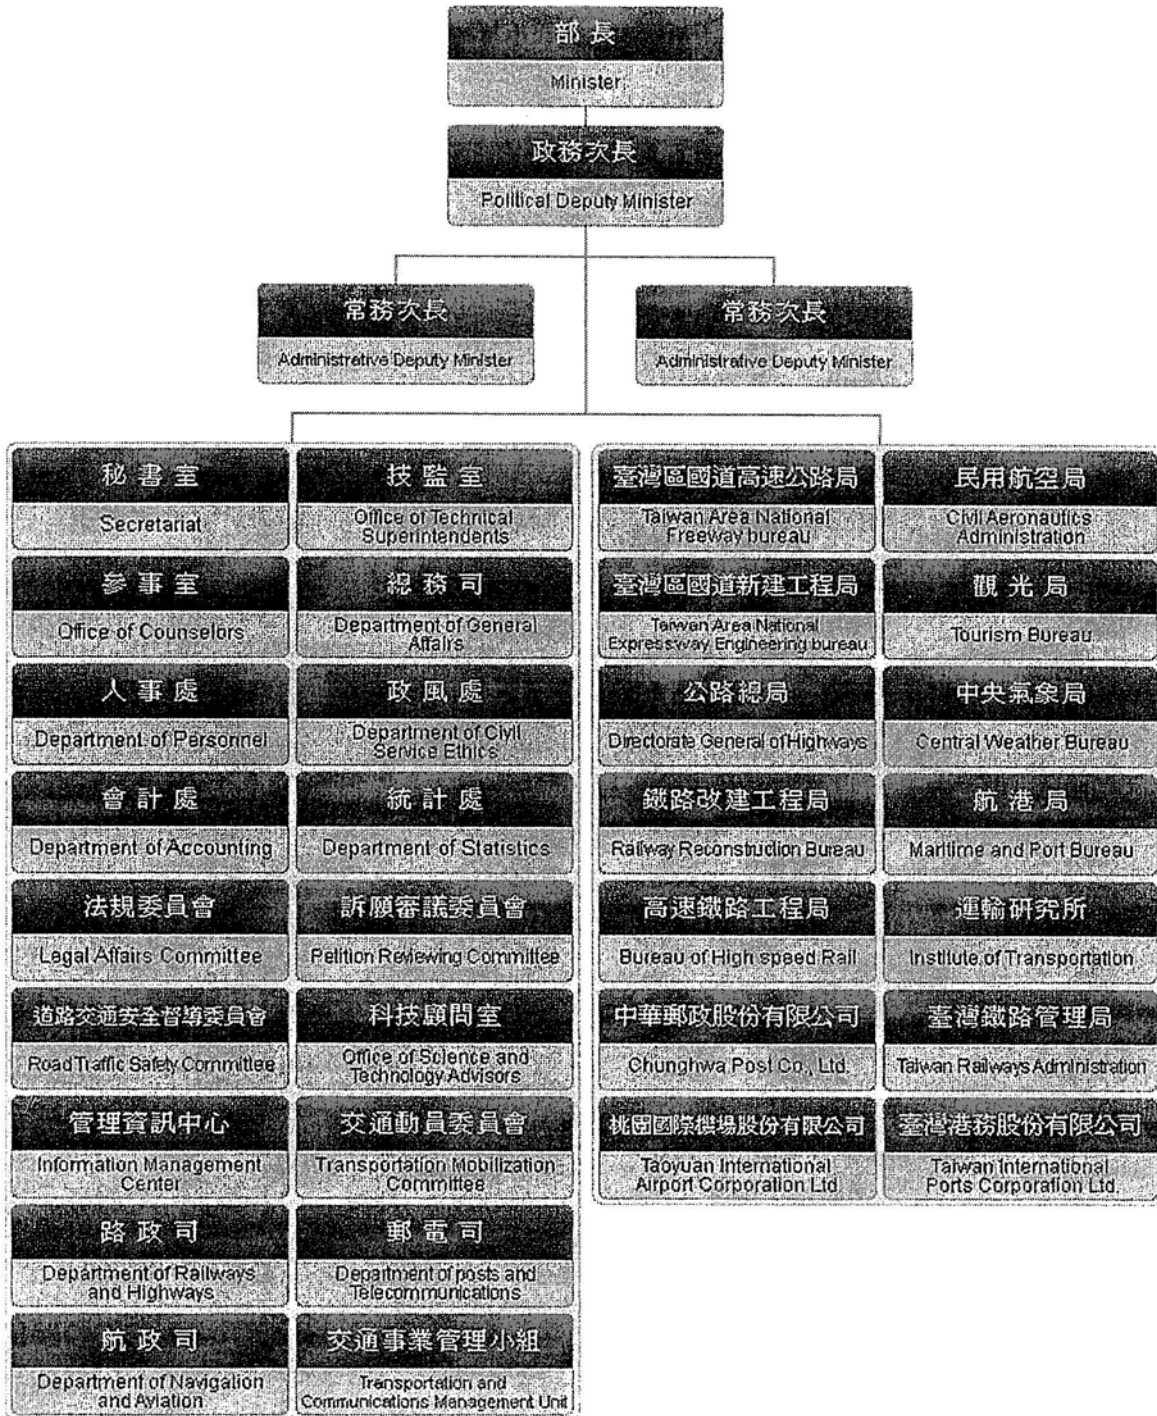 部長
Minister
政務次長
Political Deputy Minister
常務次長
Administrative Deputy Minister
常務次長
Administrative Deputy Minister
秘書室
Secretariat
技監室
Office of Technical
Superintendents
參事室
Office of Counselors
總務司
Department of General
Affairs
人事處
Department of Personnel
政風處
Department of Civil
Service Ethics
會計處
Department of Accounting
統計處
Department of Statistics
法規委員會
Legal Affairs Committee
訴願審議委員會
Petition Reviewing Committee
道路交通安全督導委員會
Road Traffic Safety Committee
科技顧問室
Office of Science and
Technology Advisors
管理資訊中心
Information Management
Center
交通動員委員會
Transportation Mobilization
Committee
路政司
Department of Railways
and Highways
郵電司
Department of posts and
Telecommunications
航政司
Department of Navigation
and Aviation
交通事業管理小組
Transportation and
Communications Management Unit
臺灣區國道高速公路局
Taiwan Area National
Freeway bureau
民用航空局
Civil Aeronautics
Administration
臺灣區國道新建工程局
Taiwan Area National
Expressway Engineering bureau
觀光局
Tourism Bureau
公路總局
Directorate General of Highways
中央氣象局
Central Weather Bureau
鐵路改建工程局
Railway Reconstruction Bureau
航港局
Maritime and Port Bureau
高速鐵路工程局
Bureau of High speed Rail
運輸研究所
Institute of Transportation
中華郵政股份有限公司
Chunghwa Post Co., Ltd.
臺灣鐵路管理局
Taiwan Railways Administration
桃園國際機場股份有限公司
Taoyuan International
Airport Corporation Ltd
臺灣港務股份有限公司
Taiwan International
Ports Corporation Ltd.